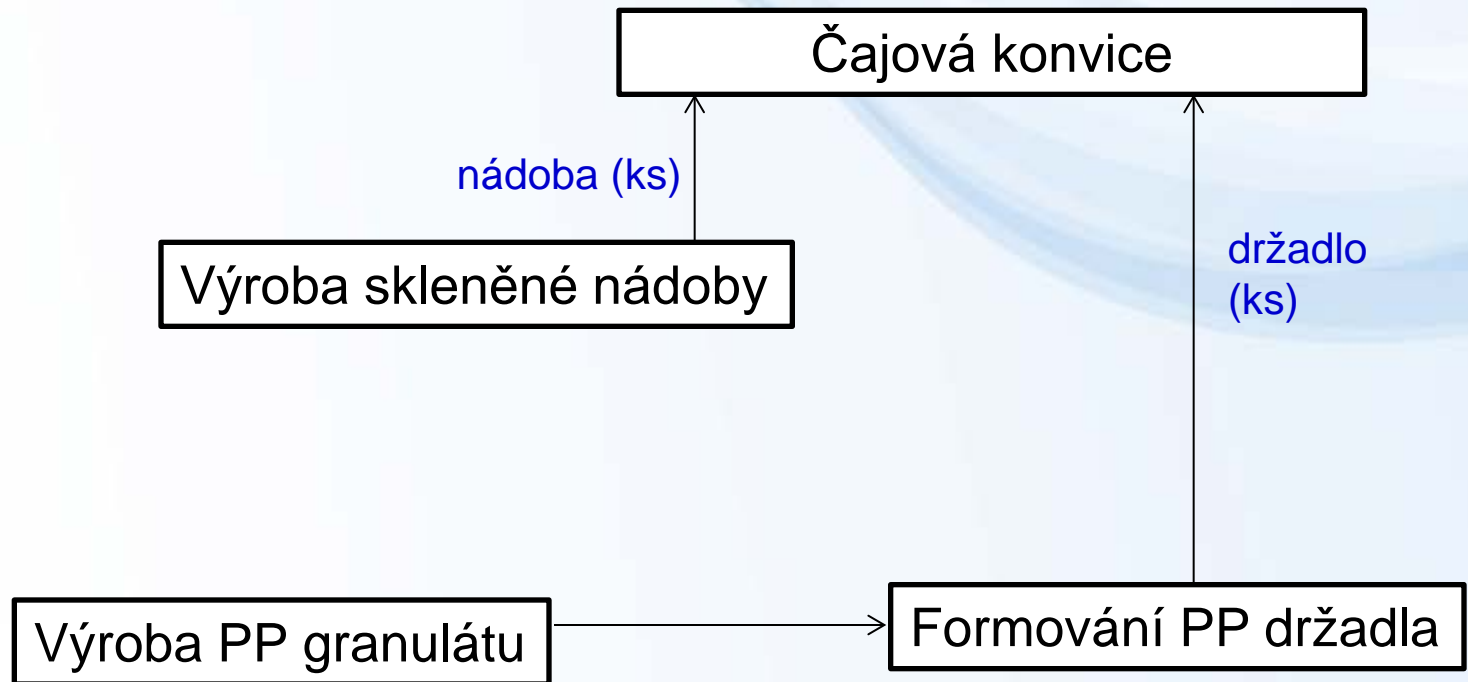 Čajová konvice
nádoba (ks)
držadlo
(ks)
Výroba skleněné nádoby
Výroba PP granulátu
Formování PP držadla